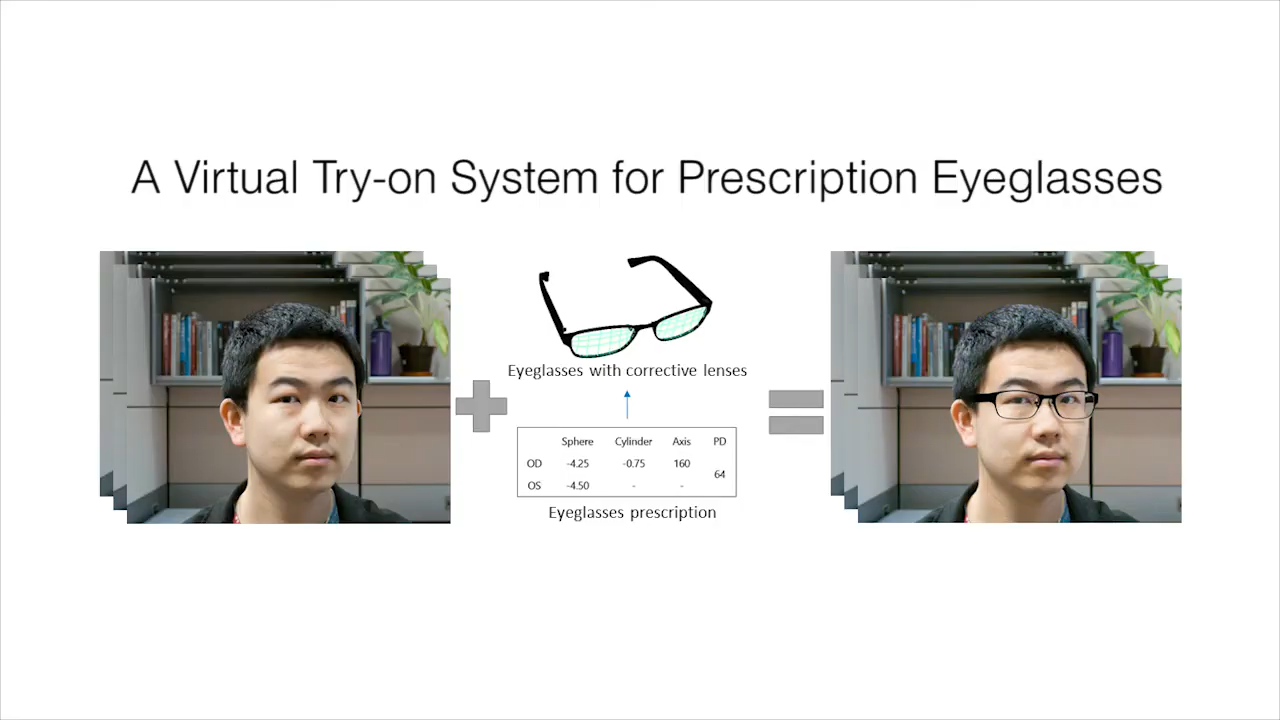 A Virtual Try-on System for Prescription Eyeglasses
Eyeglasses with corrective lenses
Sphere Cylinder Axis PD
OD -4.25 -0.75 160
64
OS -4.50 - -
Eyeglasses prescription